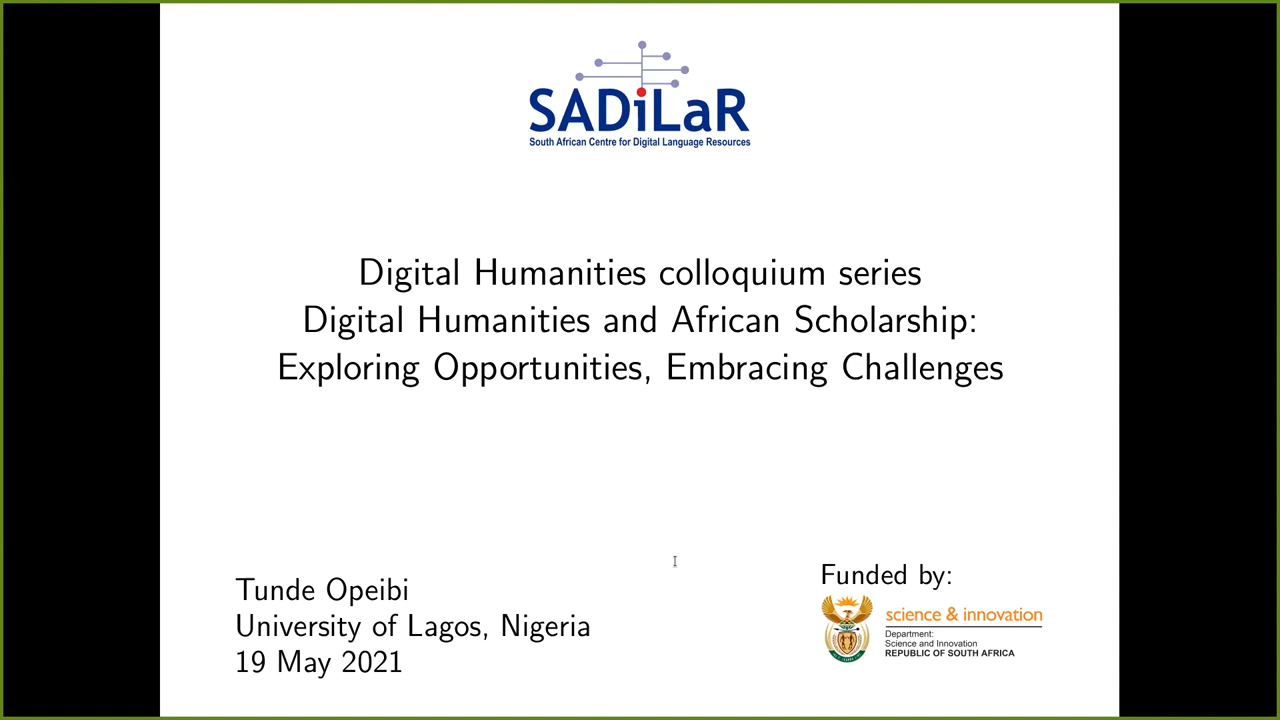 SADiLaR
South African Centre for Digital Language Resources
Digital Humanities colloquium series
Digital Humanities and African Scholarship:
Exploring Opportunities, Embracing Challenges
Tunde Opeibi
University of Lagos, Nigeria
19 May 2021
Funded by:
science & innovation
Department:
Science and Innovation
REPUBLIC OF SOUTH AFRICA